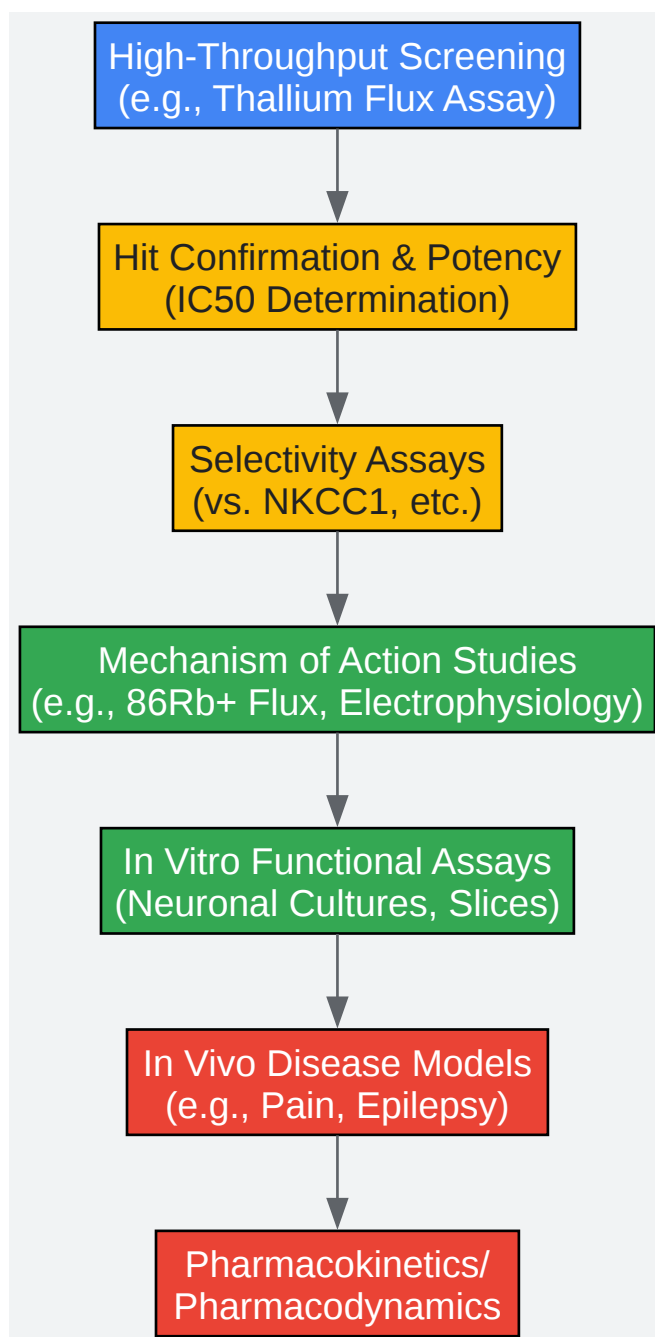 High-Throughput Screening
(e.g., Thallium Flux Assay)
Hit Confirmation & Potency
(IC50 Determination)
Selectivity Assays
(vs. NKCC1, etc.)
Mechanism of Action Studies
(e.g., 86Rb+ Flux, Electrophysiology)
In Vitro Functional Assays
(Neuronal Cultures, Slices)
In Vivo Disease Models
(e.g., Pain, Epilepsy)
Pharmacokinetics/
Pharmacodynamics